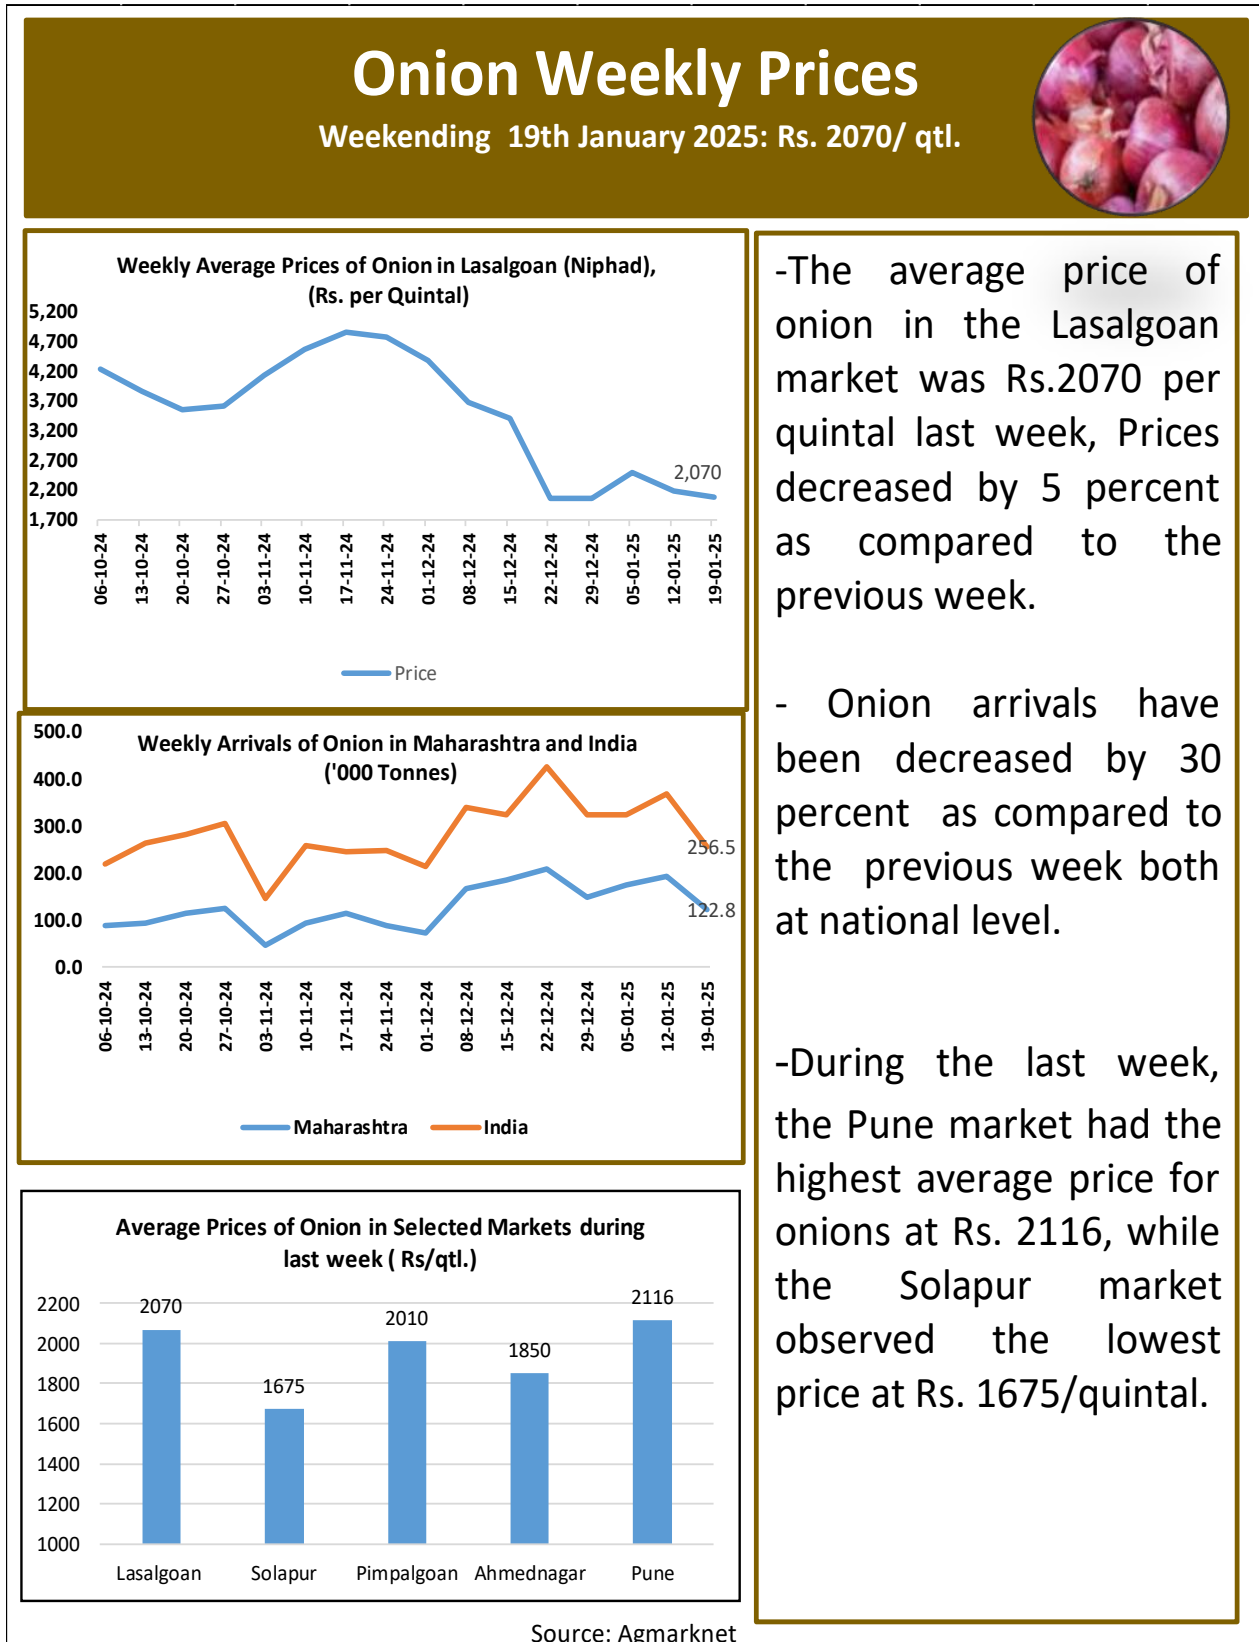 Onion Weekly Prices
Weekending 19th January 2025: Rs. 2070/ qtl.
Weekly Average Prices of Onion in Lasalgoan (Niphad),
(Rs. per Quintal)
5,200
4,700
4,200
3,700
3,200
2,700
2,200
1,700
2,070
06-10-24
13-10-24
20-10-24
27-10-24
03-11-24
10-11-24
17-11-24
24-11-24
01-12-24
08-12-24
15-12-24
22-12-24
29-12-24
05-01-25
12-01-25
19-01-25
Price
Weekly Arrivals of Onion in Maharashtra and India
('000 Tonnes)
500.0
400.0
300.0
200.0
100.0
0.0
256.5
122.8
06-10-24
13-10-24
20-10-24
27-10-24
03-11-24
10-11-24
17-11-24
24-11-24
01-12-24
08-12-24
15-12-24
22-12-24
29-12-24
05-01-25
12-01-25
19-01-25
Maharashtra
India
Average Prices of Onion in Selected Markets during
last week ( Rs/qtl.)
2200
2000
1800
1600
1400
1200
1000
2070
1675
2010
1850
2116
Lasalgoan
Solapur
Pimpalgoan
Ahmednagar
Pune
Source: Agmarknet
-The average price of
onion in the Lasalgoan
market was Rs.2070 per
quintal last week, Prices
decreased by 5 percent
as compared to the
previous week.
- Onion arrivals have
been decreased by 30
percent as compared to
the previous week both
at national level.
-During the last week,
the Pune market had the
highest average price for
onions at Rs. 2116, while
the Solapur market
observed the lowest
price at Rs. 1675/quintal.